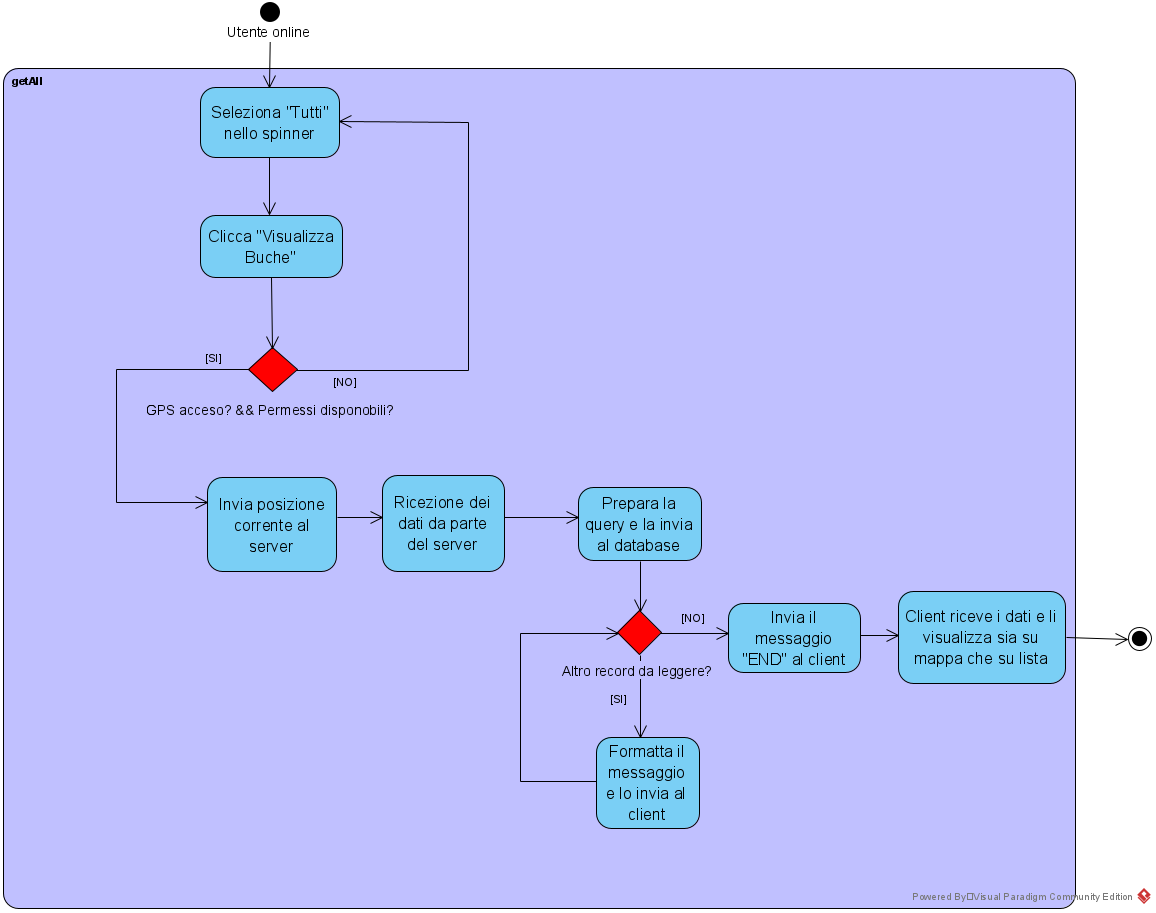 Utente online
getAll
Seleziona "Tutti"
nello spinner
Clicca "Visualizza
Buche"
[SI]
[NO]
GPS acceso? && Permessi disponobili?
Invia posizione
corrente al
server
Ricezione dei
dati da parte
del server
Prepara la
query e la invia
al database
[NO]
Altro record da leggere?
[SI]
Invia il
messaggio
"END" al client
Client riceve i dati e li
visualizza sia su
mappa che su lista
Formatta il
messaggio
e lo invia al
client
Powered By Visual Paradigm Community Edition